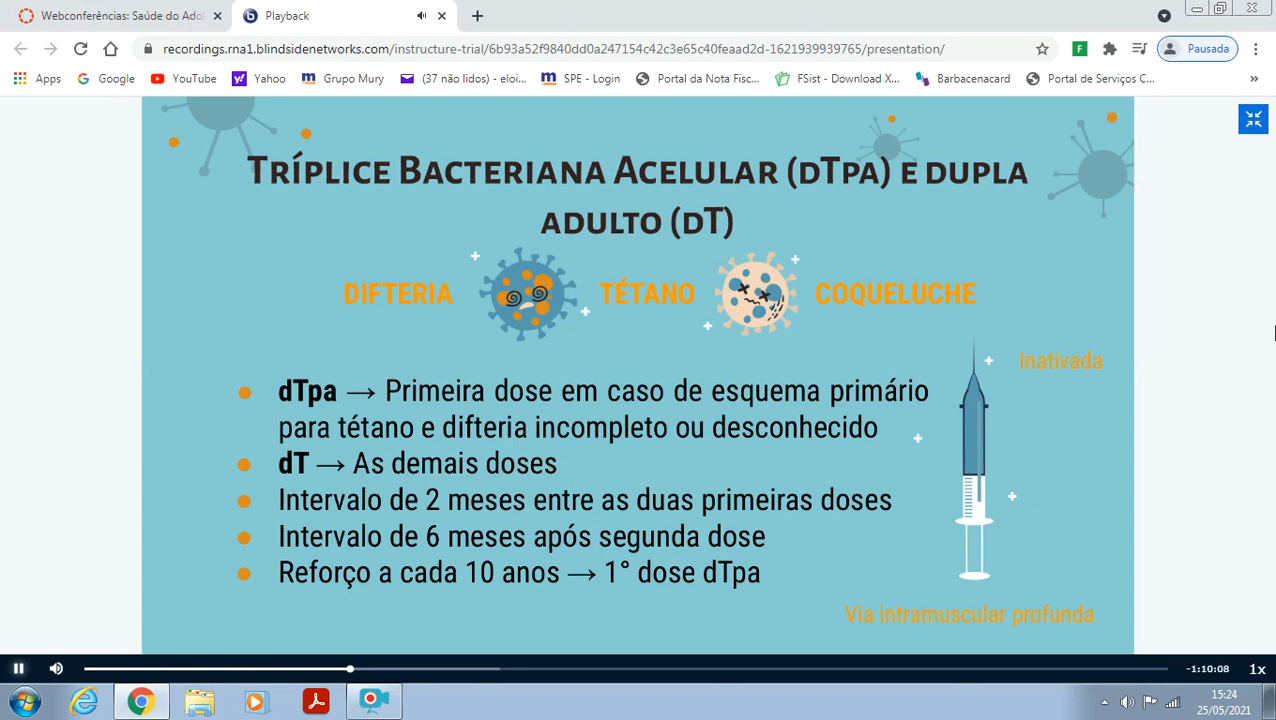 Webconferências: Saúde do Adol
Playback
recordings.rna1.blindsidenetworks.com/instructure-trial/6b93a52f9840dd0a247154c42c3e65c40feaad2d-1621939939765/presentation/
Pausada
Apps
Google
YouTube
Yahoo
Grupo Mury
(37 não lidos) - eloi...
SPE - Login
Portal da Nota Fisc...
FSist - Download X...
Barbacenacard
Portal de Serviços C...
»
Tríplice Bacteriana Acelular (dTpa) e dupla
adulto (dT)
DIFTERIA
TÉTANO
COQUELUCHE
Inativada
dTpa → Primeira dose em caso de esquema primário
para tétano e difteria incompleto ou desconhecido
dT → As demais doses
Intervalo de 2 meses entre as duas primeiras doses
Intervalo de 6 meses após segunda dose
Reforço a cada 10 anos → 1° dose dTpa
Via intramuscular profunda
-1:10:08
1x
15:24
25/05/2021